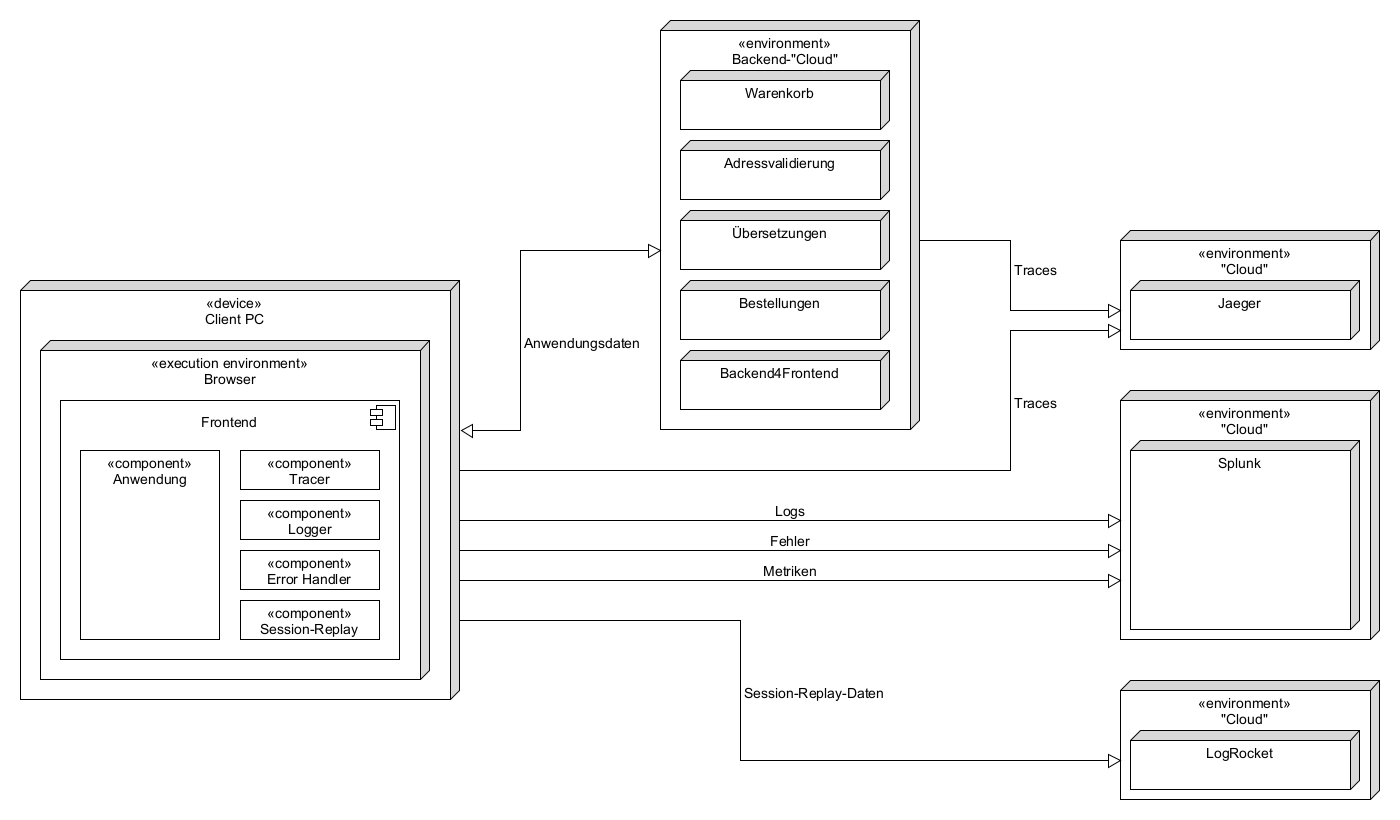 «environment»
Backend-"Cloud"
Warenkorb
Adressvalidierung
Übersetzungen
Bestellungen
Backend4Frontend
«device»
Client PC
«execution environment»
Browser
Frontend
«component»
Anwendung
«component»
Tracer
«component»
Logger
«component»
Error Handler
«component»
Session-Replay
Anwendungsdaten
Traces
Traces
Logs
Fehler
Metriken
Session-Replay-Daten
«environment»
"Cloud"
Jaeger
«environment»
"Cloud"
Splunk
«environment»
"Cloud"
LogRocket